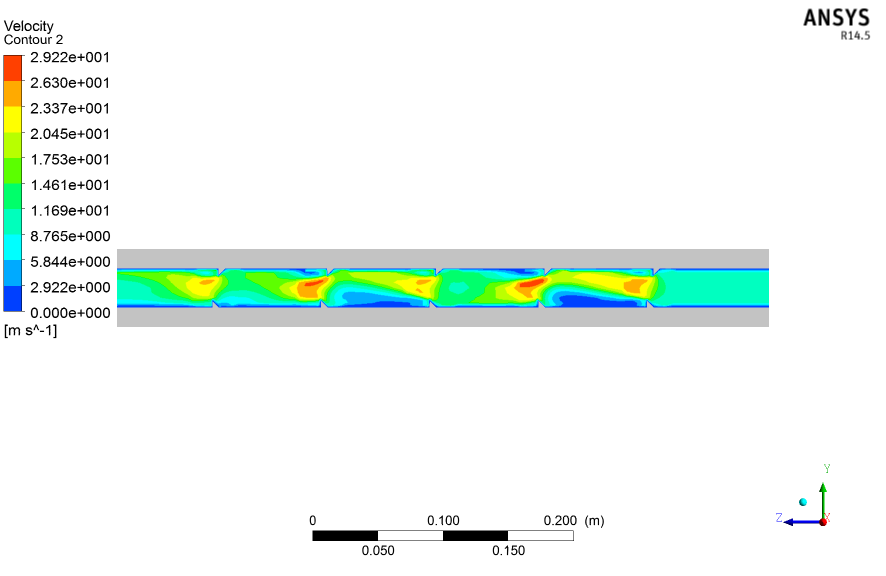 Velocity
Contour 2
2.922e+001
2.630e+001
2.337e+001
2.045e+001
1.753e+001
1.461e+001
1.169e+001
8.765e+000
5.844e+000
2.922e+000
0.000e+000
[m s^-1]
ANSYS
R14.5
0 0.100 0.200 (m)
0.050 0.150
Y
Z X